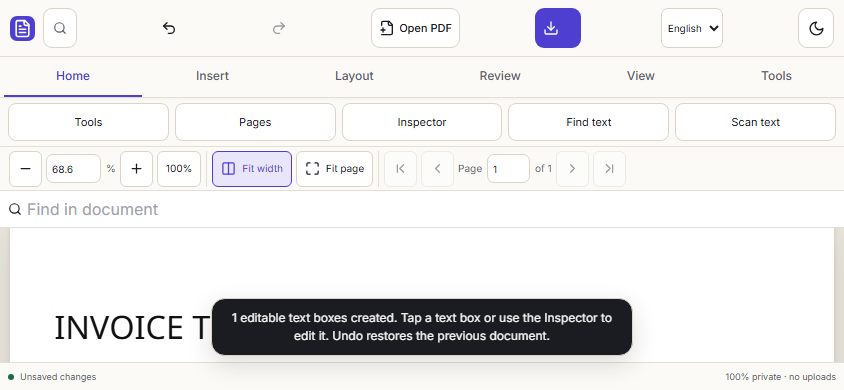 Open PDF
English
Home Insert Layout Review View Tools
Tools Pages Inspector Find text Scan text
68.6 % 100% Fit width Fit page Page 1 of 1
Find in document
INVOICE
1 editable text boxes created. Tap a text box or use the Inspector to
edit it. Undo restores the previous document.
Unsaved changes
100% private · no uploads